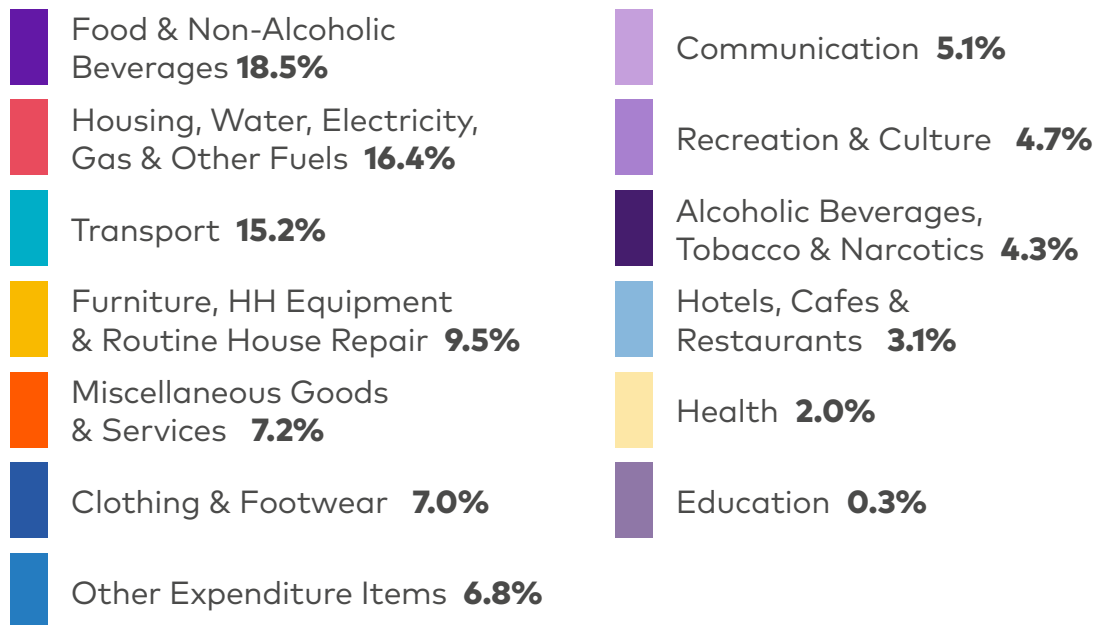 Food & Non-Alcoholic
Beverages 18.5%
Housing, Water, Electricity,
Gas & Other Fuels 16.4%
Transport 15.2%
Furniture, HH Equipment
& Routine House Repair 9.5%
Miscellaneous Goods
& Services 7.2%
Clothing & Footwear 7.0%
Other Expenditure Items 6.8%
Communication 5.1%
Recreation & Culture 4.7%
Alcoholic Beverages,
Tobacco & Narcotics 4.3%
Hotels, Cafes &
Restaurants 3.1%
Health 2.0%
Education 0.3%